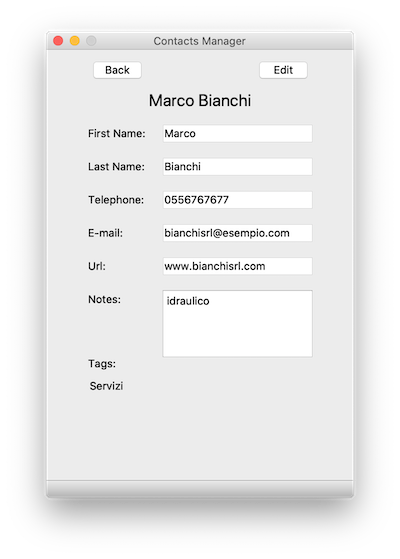 Contacts Manager
Back Edit
Marco Bianchi
First Name: Marco
Last Name: Bianchi
Telephone: 0556767677
E-mail: bianchisrl@esempio.com
Url: www.bianchisrl.com
Notes: idraulico
Tags:
Servizi